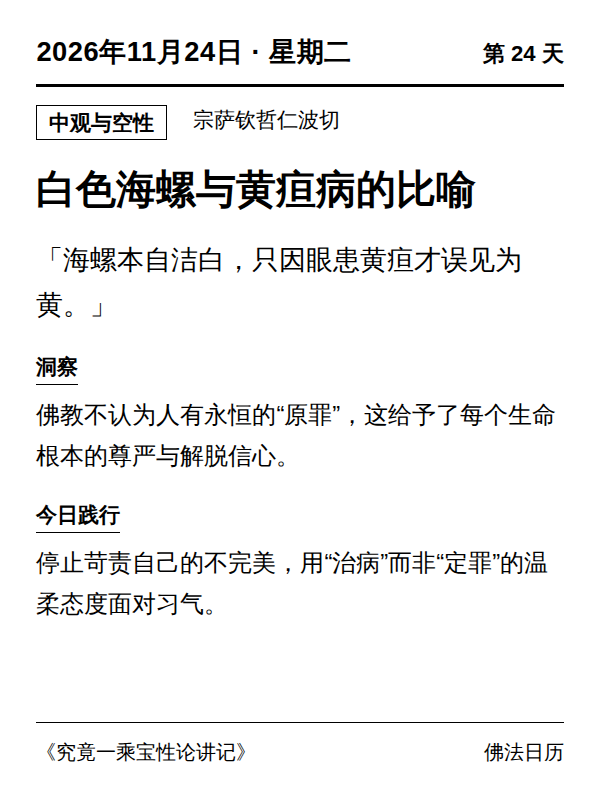 2026年11月24日 · 星期二
第 24 天
中观与空性
宗萨钦哲仁波切
白色海螺与黄疸病的比喻
「海螺本自洁白，只因眼患黄疸才误见为
黄。」
洞察
佛教不认为人有永恒的“原罪”，这给予了每个生命
根本的尊严与解脱信心。
今日践行
停止苛责自己的不完美，用“治病”而非“定罪”的温
柔态度面对习气。
《究竟一乘宝性论讲记》
佛法日历